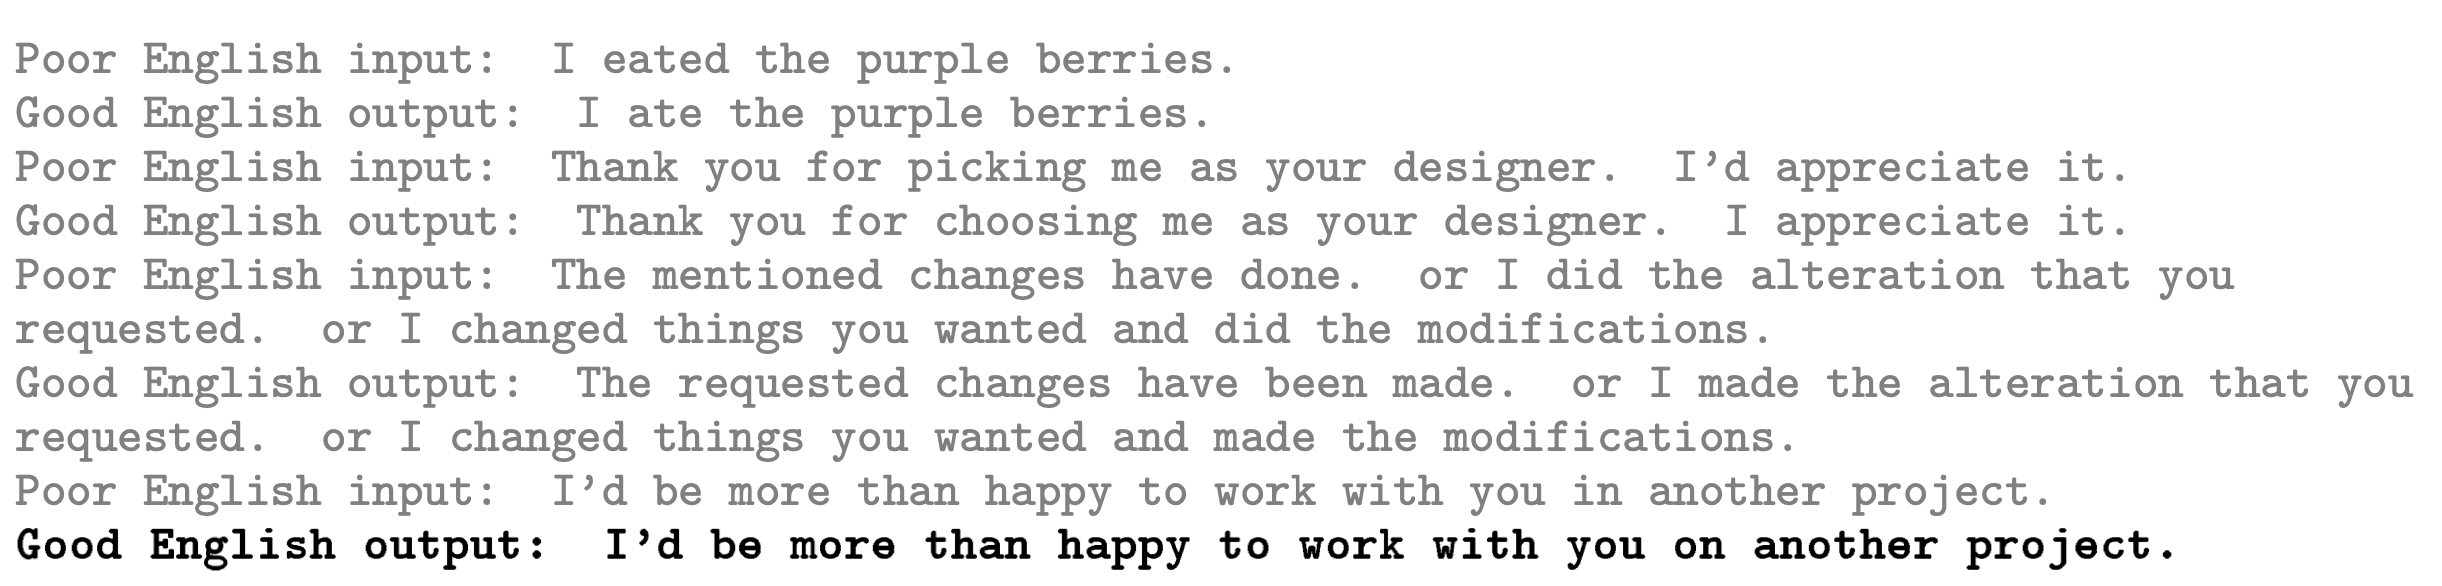 Poor English input: I eated the purple berries.
Good English output: I ate the purple berries.
Poor English input: Thank you for picking me as your designer. I'd appreciate it.
Good English output: Thank you for choosing me as your designer. I appreciate it.
Poor English input: The mentioned changes have done. or I did the alteration that you
requested. or I changed things you wanted and did the modifications.
Good English output: The requested changes have been made. or I made the alteration that you
requested. or I changed things you wanted and made the modifications.
Poor English input: I'd be more than happy to work with you in another project.
Good English output: I'd be more than happy to work with you on another project.